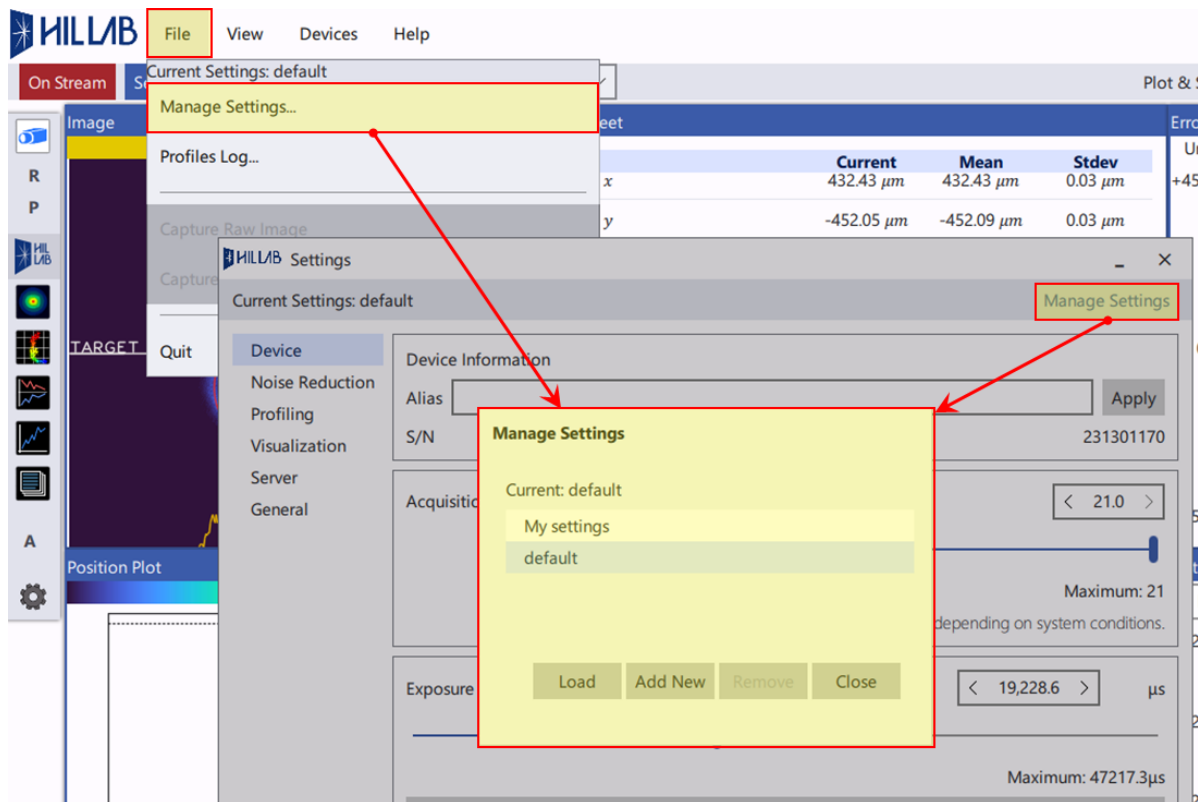 HILLAB File View Devices Help
On Stream
Current Settings: default
Plot &
Manage Settings...
Image
Profiles Log...
Current Mean Stdev
x 432.43 μm 432.43 μm 0.03 μm
+45
R
P
y -452.05 μm -452.09 μm 0.03 μm
Capture Raw Image
Capture
HIL LAB
HILLAB Settings
Current Settings: default Manage Settings
TARGET
Quit
Device
Noise Reduction
Profiling
Visualization
Server
General
Device Information
Alias Apply
S/N 231301170
Manage Settings
Current: default
My settings
default
Load Add New Remove Close
21.0
Maximum: 21
depending on system conditions.
A
Position Plot
Exposure 19,228.6 μs
Maximum: 47217.3μs